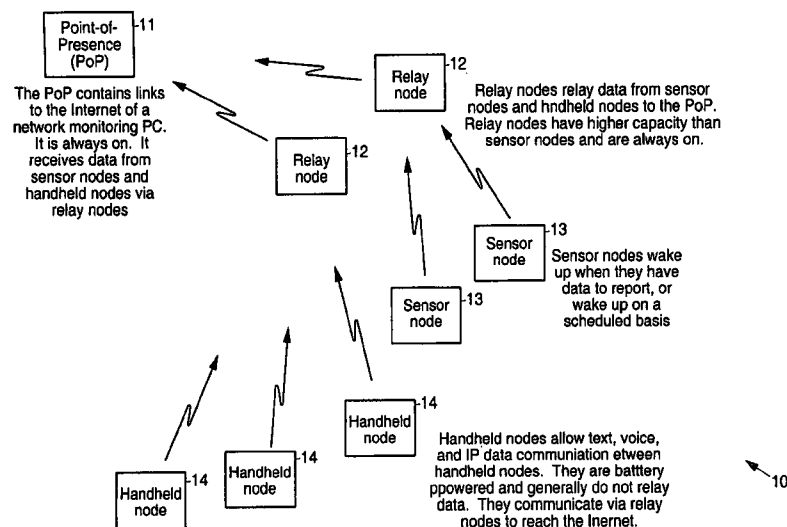 Point-of-
Presence
(PoP)
11
The PoP contains links
to the Internet of a
network monitoring PC.
It is always on. It
receives data from
sensor nodes and
handheld nodes via
relay nodes
Relay
node
12
Relay nodes relay data from sensor
nodes and hndheld nodes to the PoP.
Relay nodes have higher capacity than
sensor nodes and are always on.
Relay
node
12
Sensor
node
13
Sensor nodes wake
up when they have
data to report, or
wake up on a
scheduled basis
Sensor
node
13
Handheld
node
14
Handheld
node
14
Handheld
node
14
Handheld nodes allow text, voice,
and IP data communiation etween
handheld nodes. They are batttery
ppowered and generally do not relay
data. They communicate via relay
nodes to reach the Inernet.
10